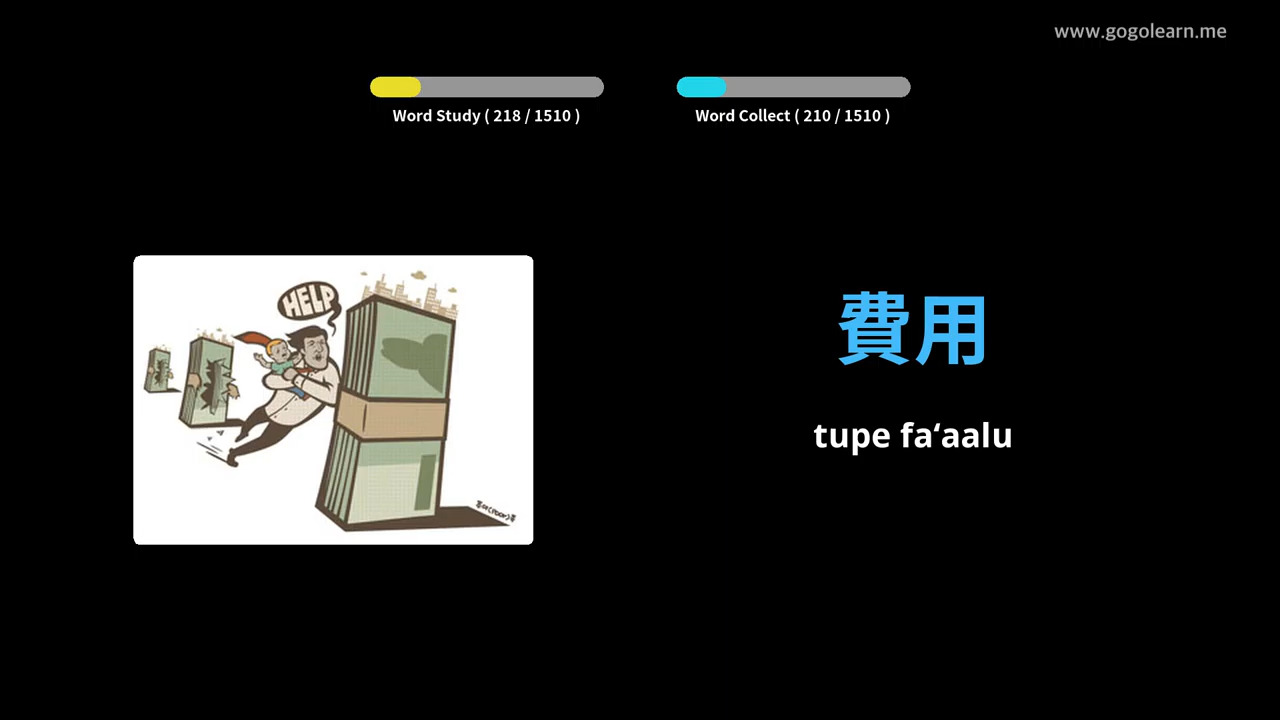 www.gogolearn.me
Word Study ( 218 / 1510 )
Word Collect ( 210 / 1510 )
HELP
費用
tupe fa‘aalu